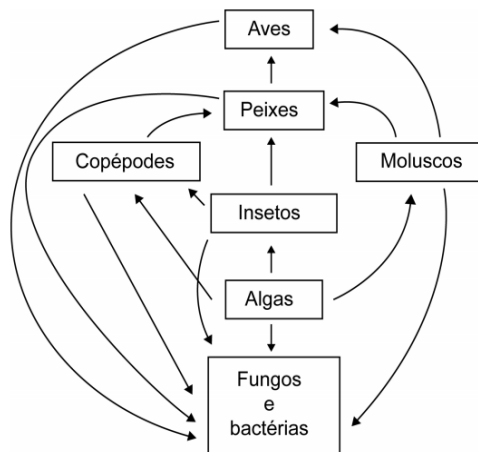 Aves
Peixes
Copépodes
Moluscos
Insetos
Algas
Fungos
e
bactérias